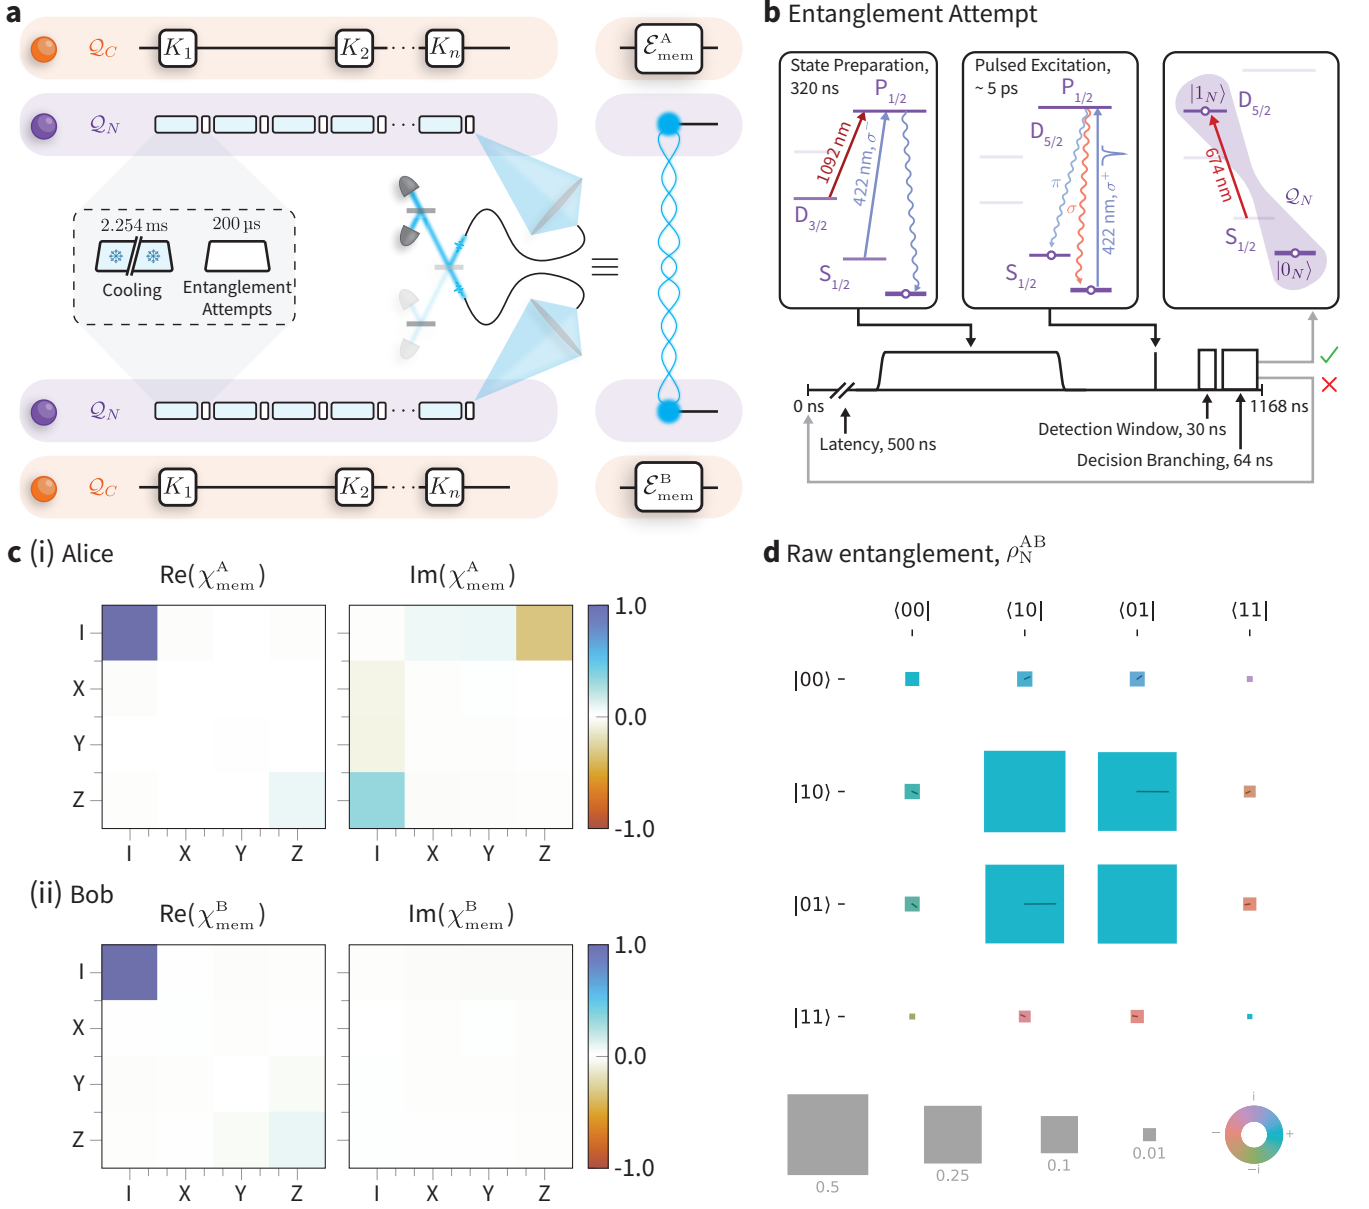 a
𝒬_C K_1 K_2 ··· K_n ℰ^A_mem
𝒬_N ···
2.254 ms 200 µs
Cooling Entanglement
Attempts
≡
𝒬_N ···
𝒬_C K_1 K_2 ··· K_n ℰ^B_mem
b Entanglement Attempt
State Preparation,
320 ns
P_1/2
1092 nm
422 nm, σ⁻
D_3/2
S_1/2
Pulsed Excitation,
~ 5 ps
P_1/2
D_5/2
π
σ
422 nm, σ⁺
S_1/2
|1_N⟩
D_5/2
674 nm
𝒬_N
S_1/2
|0_N⟩
0 ns
1168 ns
Latency, 500 ns
Detection Window, 30 ns
Decision Branching, 64 ns
c (i) Alice
Re(χ^A_mem) Im(χ^A_mem)
I
X
Y
Z
I X Y Z
I X Y Z
1.0
0.0
-1.0
(ii) Bob
Re(χ^B_mem) Im(χ^B_mem)
I
X
Y
Z
I X Y Z
I X Y Z
1.0
0.0
-1.0
d Raw entanglement, ρ_N^AB
⟨00| ⟨10| ⟨01| ⟨11|
|00⟩
|10⟩
|01⟩
|11⟩
0.5
0.25
0.1
0.01
i
− +
−i